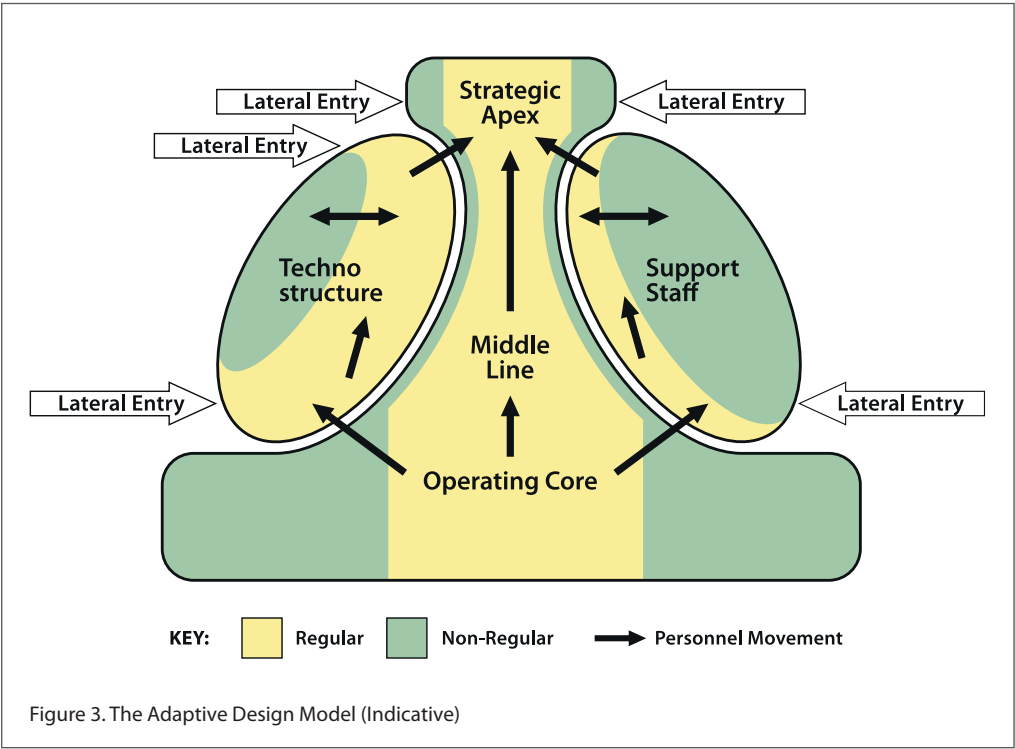 Lateral Entry
Strategic
Apex
Lateral Entry
Lateral Entry
Techno
structure
Support
Staff
Middle
Line
Lateral Entry
Lateral Entry
Operating Core
KEY: Regular Non-Regular Personnel Movement
Figure 3. The Adaptive Design Model (Indicative)